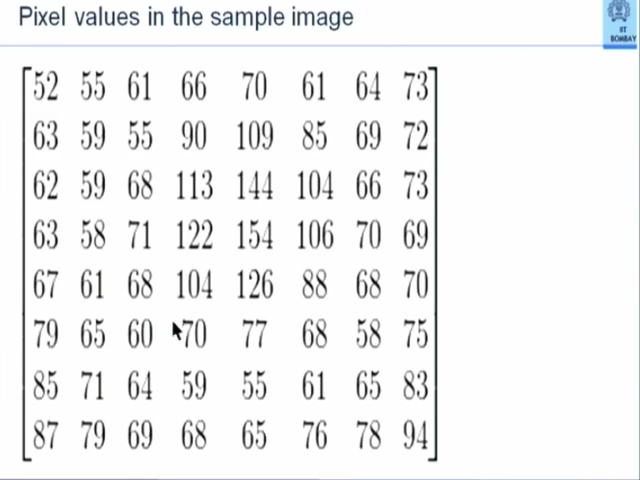 Pixel values in the sample image
IIT
BOMBAY
52 55 61 66 70 61 64 73
63 59 55 90 109 85 69 72
62 59 68 113 144 104 66 73
63 58 71 122 154 106 70 69
67 61 68 104 126 88 68 70
79 65 60 70 77 68 58 75
85 71 64 59 55 61 65 83
87 79 69 68 65 76 78 94